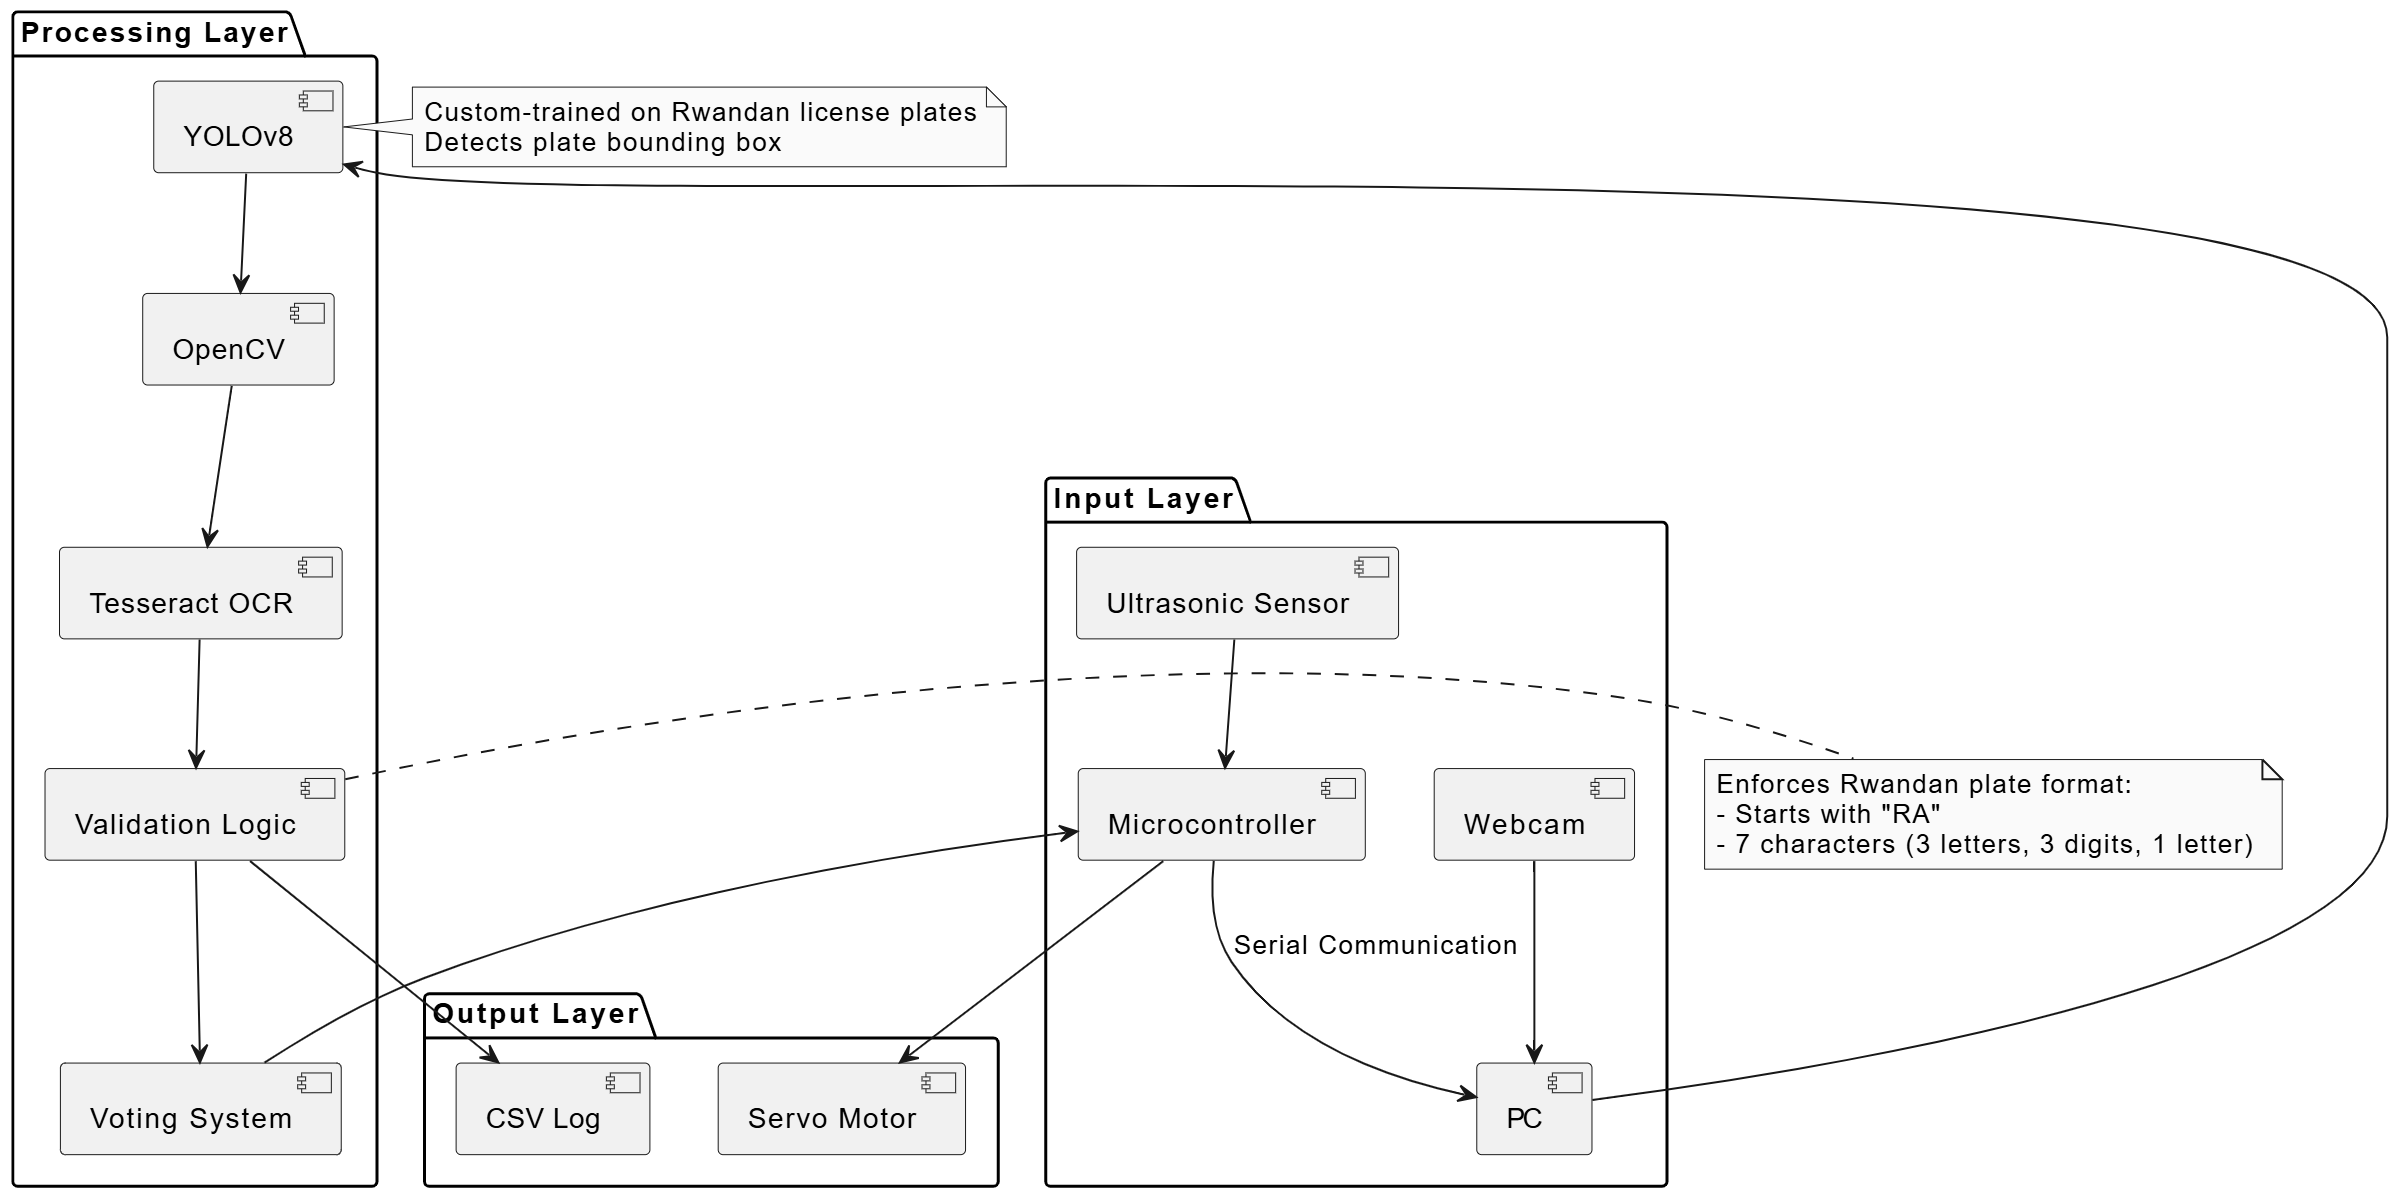 Processing Layer
YOLOv8
Custom-trained on Rwandan license plates
Detects plate bounding box
OpenCV
Tesseract OCR
Validation Logic
Voting System
Output Layer
CSV Log
Servo Motor
Input Layer
Ultrasonic Sensor
Microcontroller
Webcam
Serial Communication
PC
Enforces Rwandan plate format:
- Starts with "RA"
- 7 characters (3 letters, 3 digits, 1 letter)